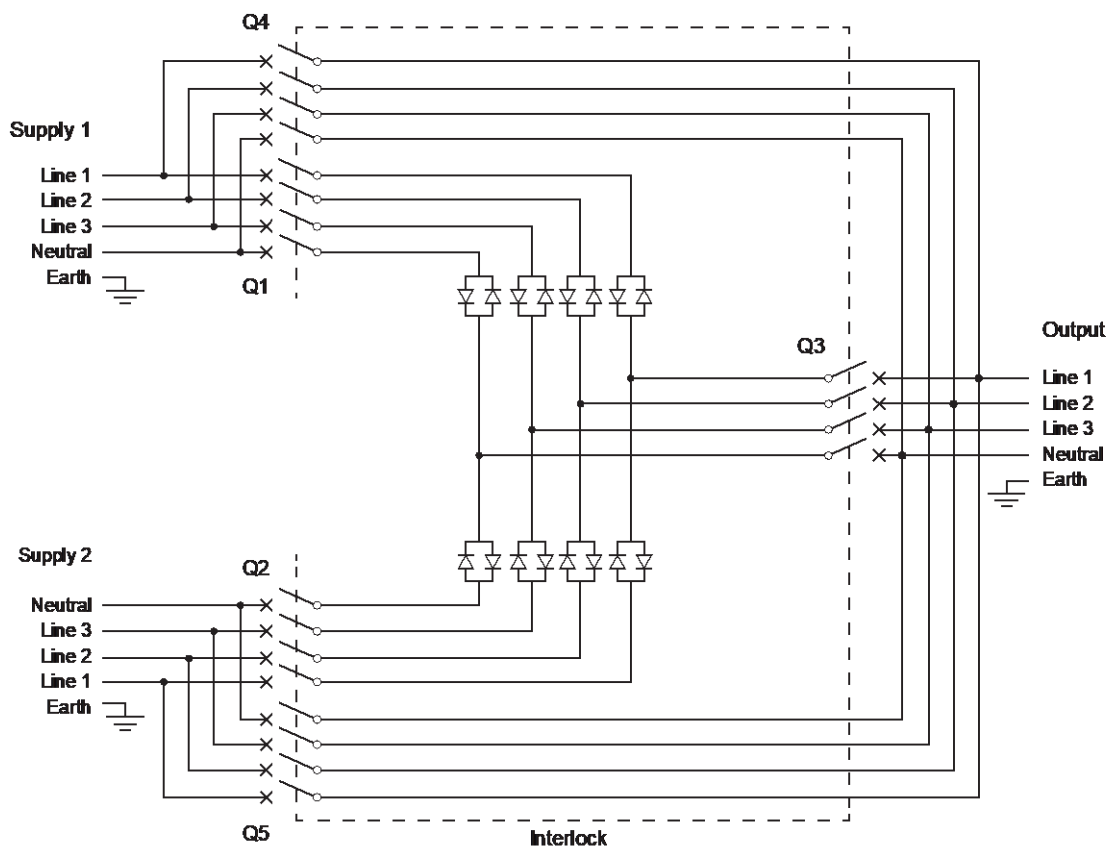 Q4
Supply 1
Line 1
Line 2
Line 3
Neutral
Earth
Q1
Q3
Output
Line 1
Line 2
Line 3
Neutral
Earth
Supply 2
Q2
Neutral
Line 3
Line 2
Line 1
Earth
Q5
Interlock